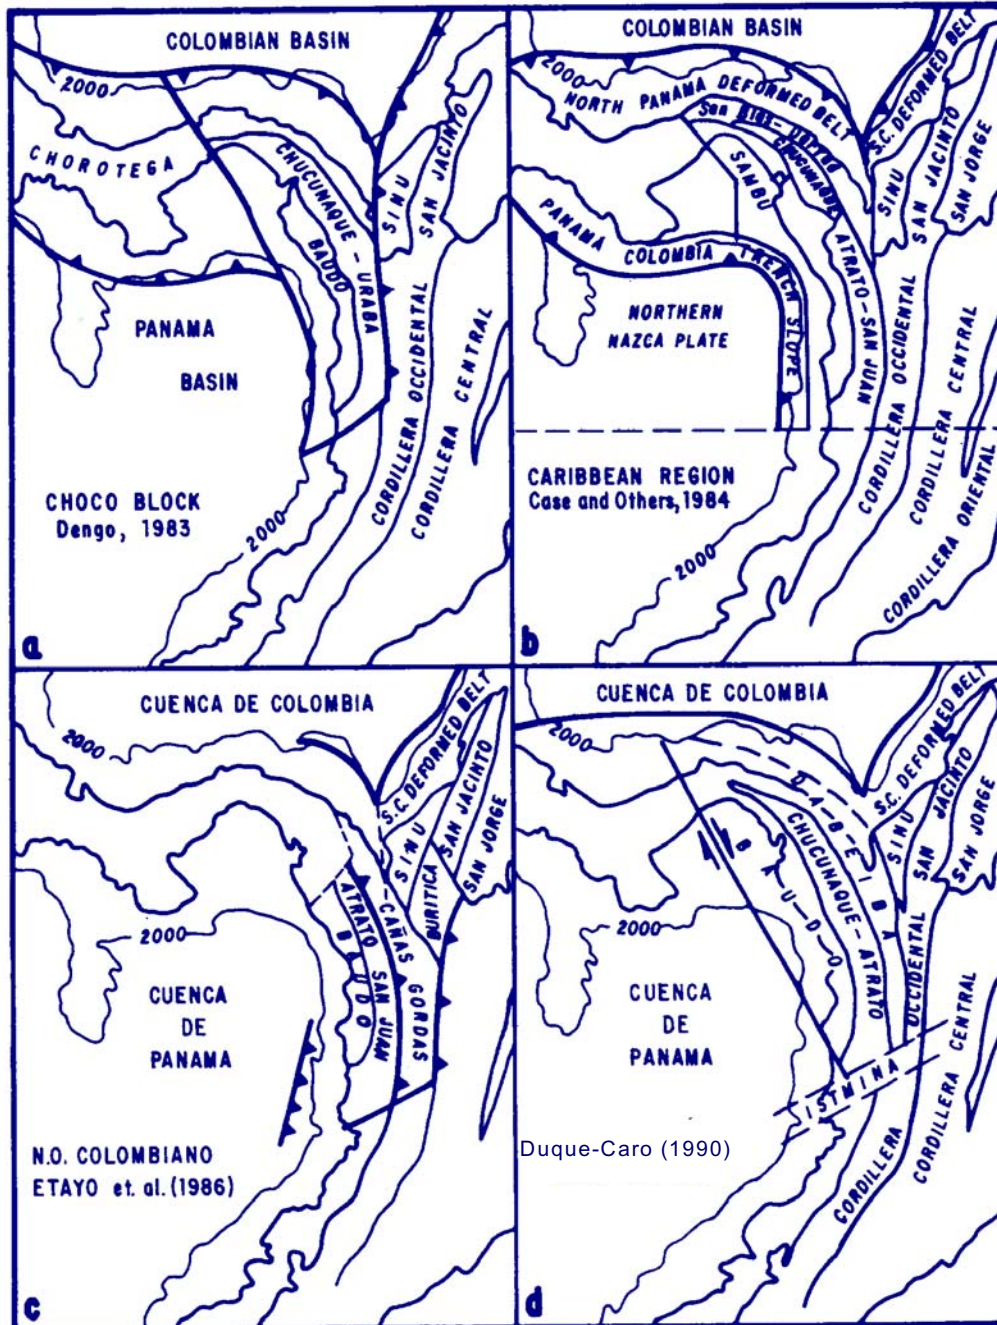 COLOMBIAN BASIN
2000
CHOROTEGA
CHUCUNAQUE - URABA
BAUDO
SINU
SAN JACINTO
PANAMA
BASIN
CORDILLERA OCCIDENTAL
CORDILLERA CENTRAL
CHOCO BLOCK
Dengo, 1983
2000
a
COLOMBIAN BASIN
2000
NORTH PANAMA DEFORMED BELT
S.C. DEFORMED BELT
San Blas-
SAMBU
CHUCUNAQUE
ATRATO-SAN JUAN
SINU
SAN JACINTO
SAN JORGE
PANAMA
COLOMBIA
TRENCH SLOPE
NORTHERN
NAZCA PLATE
CORDILLERA OCCIDENTAL
CORDILLERA CENTRAL
CORDILLERA ORIENTAL
CARIBBEAN REGION
Case and Others,1984
2000
b
CUENCA DE COLOMBIA
2000
S.C. DEFORMED BELT
SINU
SAN JACINTO
SAN JORGE
BURITICA
CAÑAS GORDAS
ATRATO SAN JUAN
BAUDO
2000
CUENCA
DE
PANAMA
N.O. COLOMBIANO
ETAYO et. al.(1986)
c
CUENCA DE COLOMBIA
2000
S.C. DEFORMED BELT
DABEIBA
CHUCUNAQUE-ATRATO
BAUDO
SINU
SAN JACINTO
SAN JORGE
2000
CUENCA
DE
PANAMA
OCCIDENTAL
CORDILLERA
CORDILLERA CENTRAL
ISTMINA
Duque-Caro (1990)
d